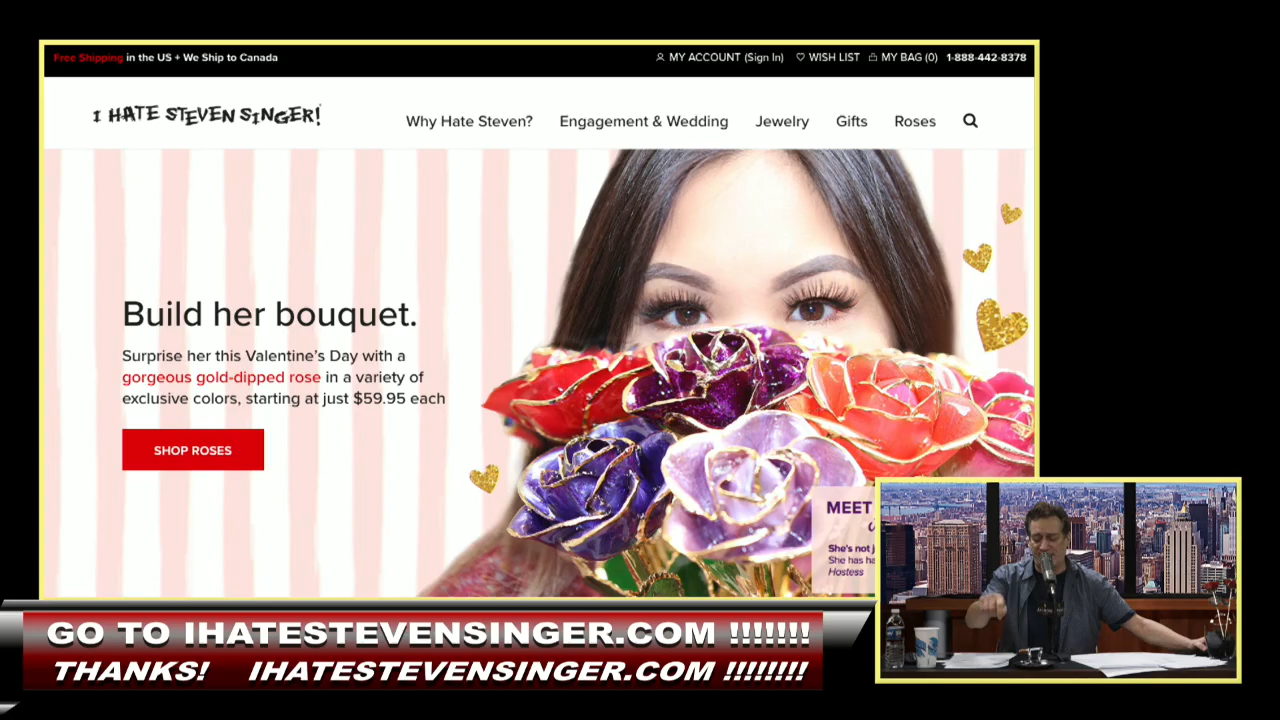 Free Shipping in the US + We Ship to Canada
MY ACCOUNT (Sign In) WISH LIST MY BAG (0) 1-888-442-8378
I HATE STEVEN SINGER!
Why Hate Steven? Engagement & Wedding Jewelry Gifts Roses
Build her bouquet.
Surprise her this Valentine's Day with a
gorgeous gold-dipped rose in a variety of
exclusive colors, starting at just $59.95 each
SHOP ROSES
MEET
She's not j
She has ha
Hostess
GO TO IHATESTEVENSINGER.COM !!!!!!!
THANKS! IHATESTEVENSINGER.COM !!!!!!!!